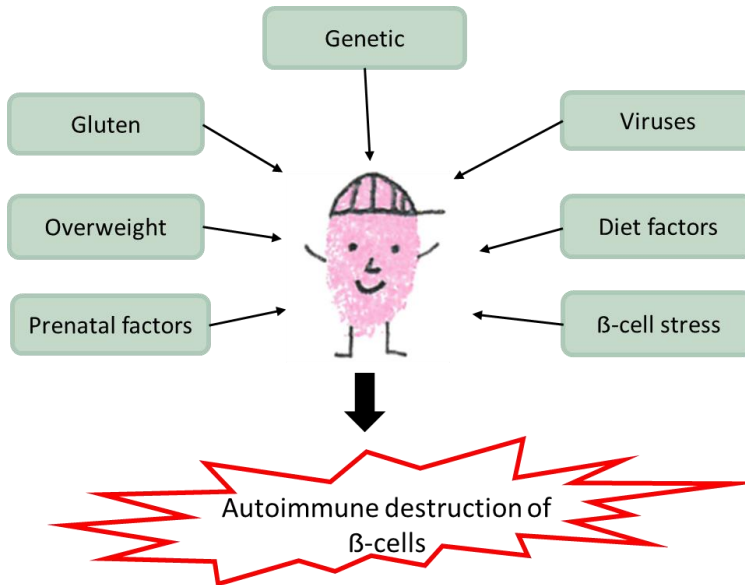 Genetic
Gluten
Viruses
Overweight
Diet factors
Prenatal factors
ß-cell stress
Autoimmune destruction of
ß-cells